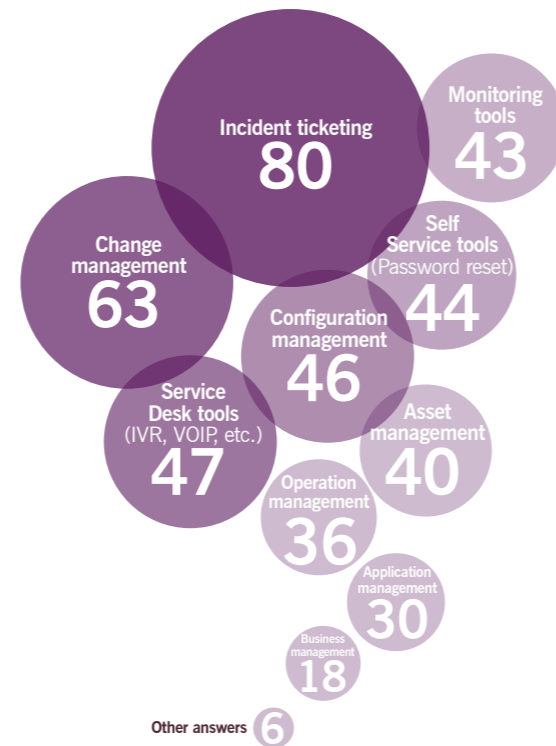 Incident ticketing
80
Monitoring
tools
43
Change
management
63
Self
Service tools
(Password reset)
44
Configuration
management
46
Service
Desk tools
(IVR, VOIP, etc.)
47
Asset
management
40
Operation
management
36
Application
management
30
Business
management
18
Other answers 6